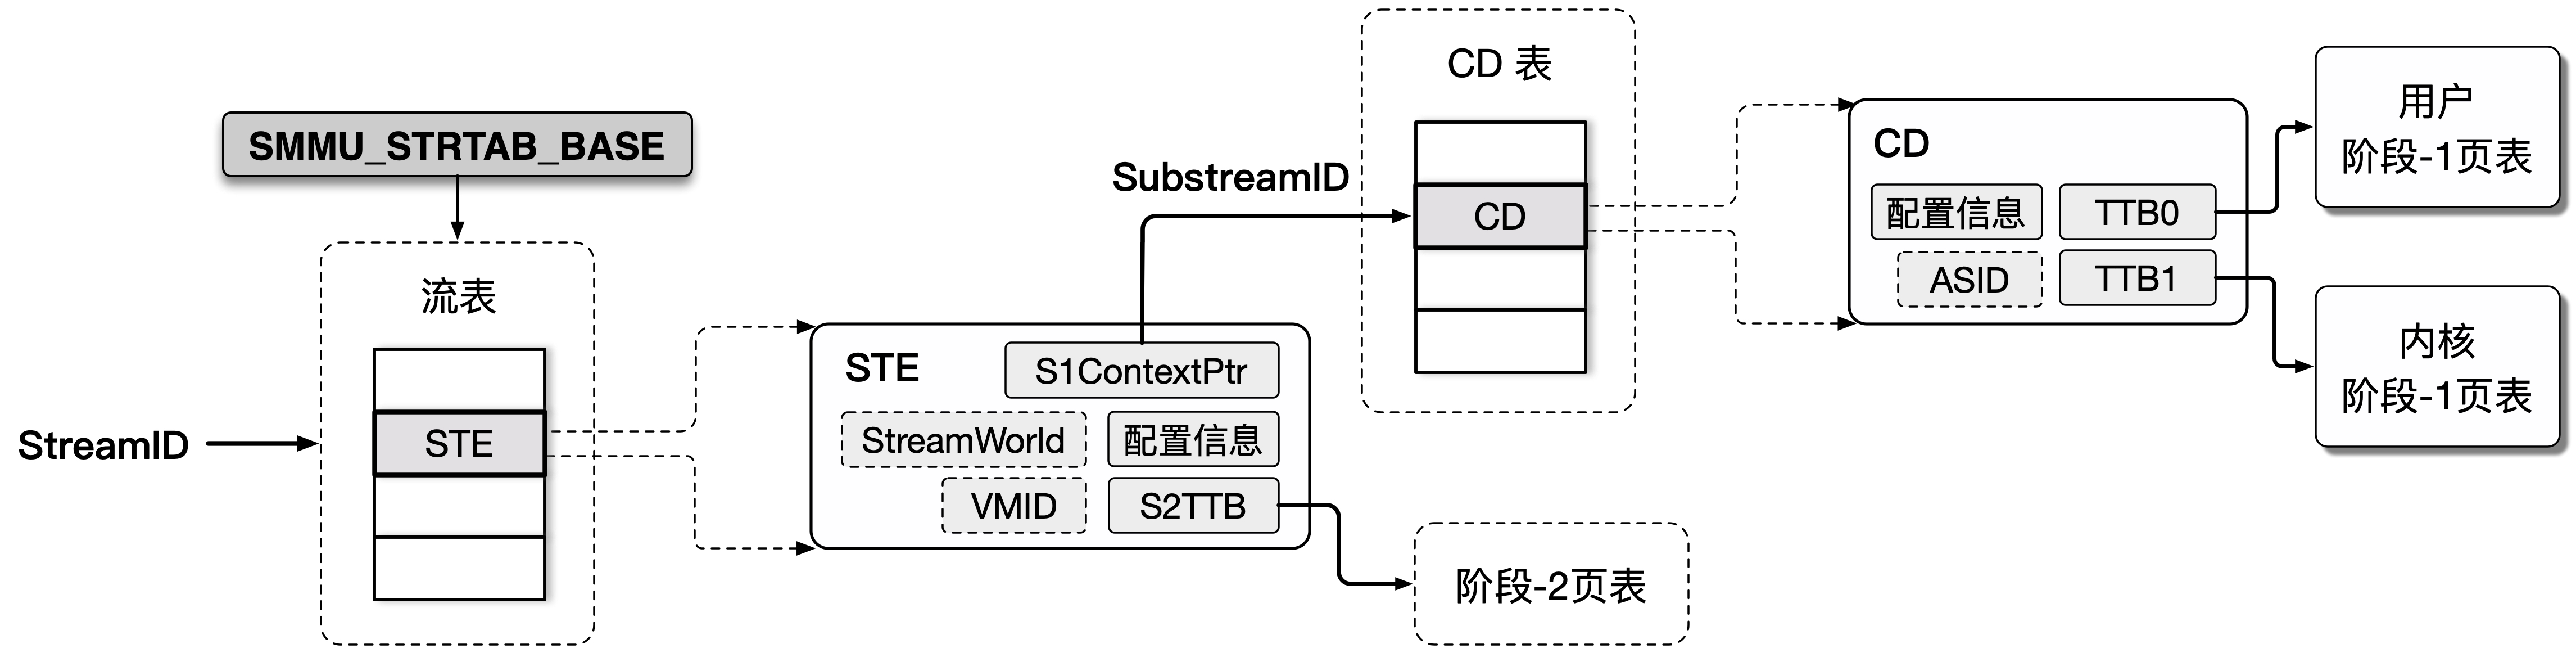 SMMU_STRTAB_BASE
流表
StreamID
STE
STE
S1ContextPtr
StreamWorld
配置信息
VMID
S2TTB
阶段-2页表
SubstreamID
CD 表
CD
CD
配置信息
TTB0
ASID
TTB1
用户
阶段-1页表
内核
阶段-1页表